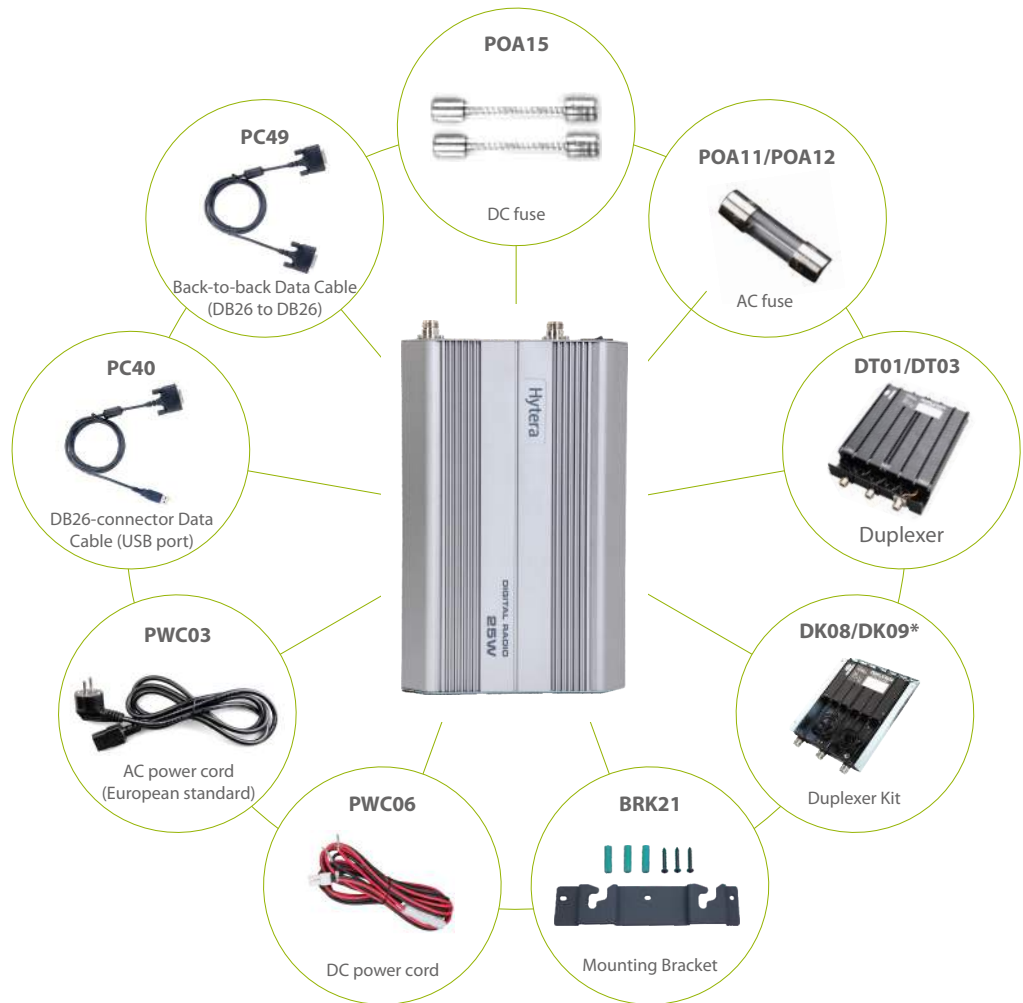 POA15
DC fuse
PC49
Back-to-back Data Cable
(DB26 to DB26)
POA11/POA12
AC fuse
PC40
DB26-connector Data
Cable (USB port)
DT01/DT03
Duplexer
Hytera
DIGITAL RADIO
25W
PWC03
AC power cord
(European standard)
DK08/DK09*
Duplexer Kit
PWC06
DC power cord
BRK21
Mounting Bracket